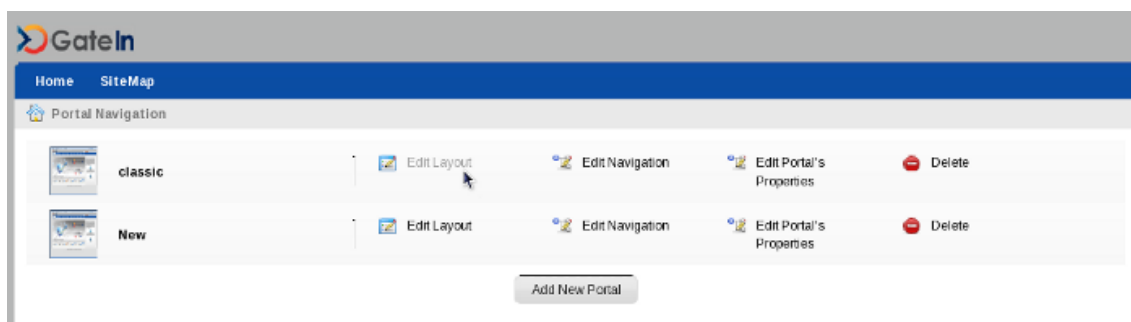 GateIn
Home SiteMap
Portal Navigation
classic Edit Layout Edit Navigation Edit Portal's Properties Delete
New Edit Layout Edit Navigation Edit Portal's Properties Delete
Add New Portal